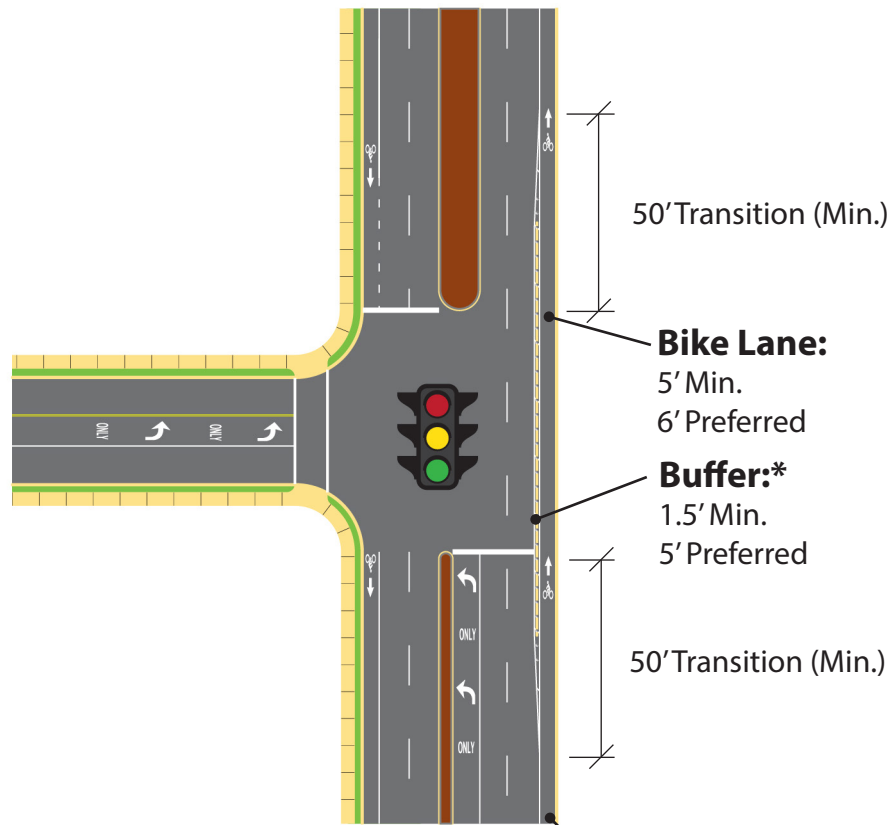 50' Transition (Min.)
Bike Lane:
5' Min.
6' Preferred
ONLY
ONLY
Buffer:*
1.5' Min.
5' Preferred
ONLY
50' Transition (Min.)
ONLY